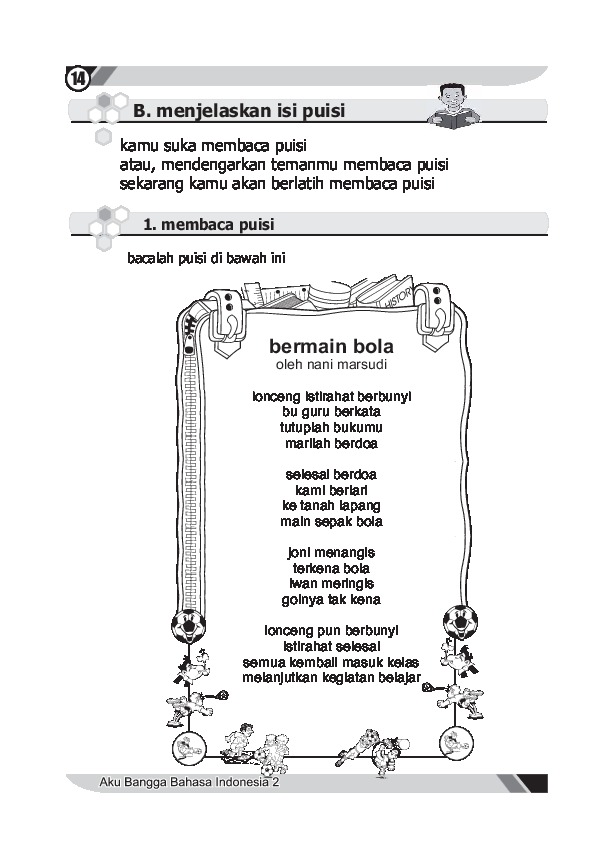 14
B. menjelaskan isi puisi
kamu suka membaca puisi
atau, mendengarkan temanmu membaca puisi
sekarang kamu akan berlatih membaca puisi
1. membaca puisi
bacalah puisi di bawah ini
HISTOR
bermain bola
oleh nani marsudi
lonceng istirahat berbunyi
bu guru berkata
tutuplah bukumu
marilah berdoa
selesai berdoa
kami berlari
ke tanah lapang
main sepak bola
joni menangis
terkena bola
iwan meringis
golnya tak kena
lonceng pun berbunyi
istirahat selesai
semua kembali masuk kelas
melanjutkan kegiatan belajar
Aku Bangga Bahasa Indonesia 2